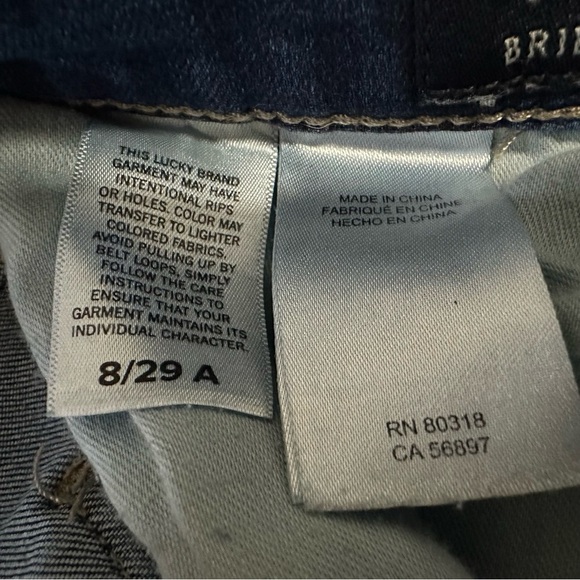 THIS LUCKY BRAND
GARMENT MAY HAVE
INTENTIONAL RIPS
OR HOLES. COLOR MAY
TRANSFER TO LIGHTER
COLORED FABRICS.
AVOID PULLING UP BY
BELT LOOPS, SIMPLY
FOLLOW THE CARE
INSTRUCTIONS TO
ENSURE THAT YOUR
GARMENT MAINTAINS ITS
INDIVIDUAL CHARACTER.
8/29 A
MADE IN CHINA
FABRIQUÉ EN CHINE
HECHO EN CHINA
RN 80318
CA 56897